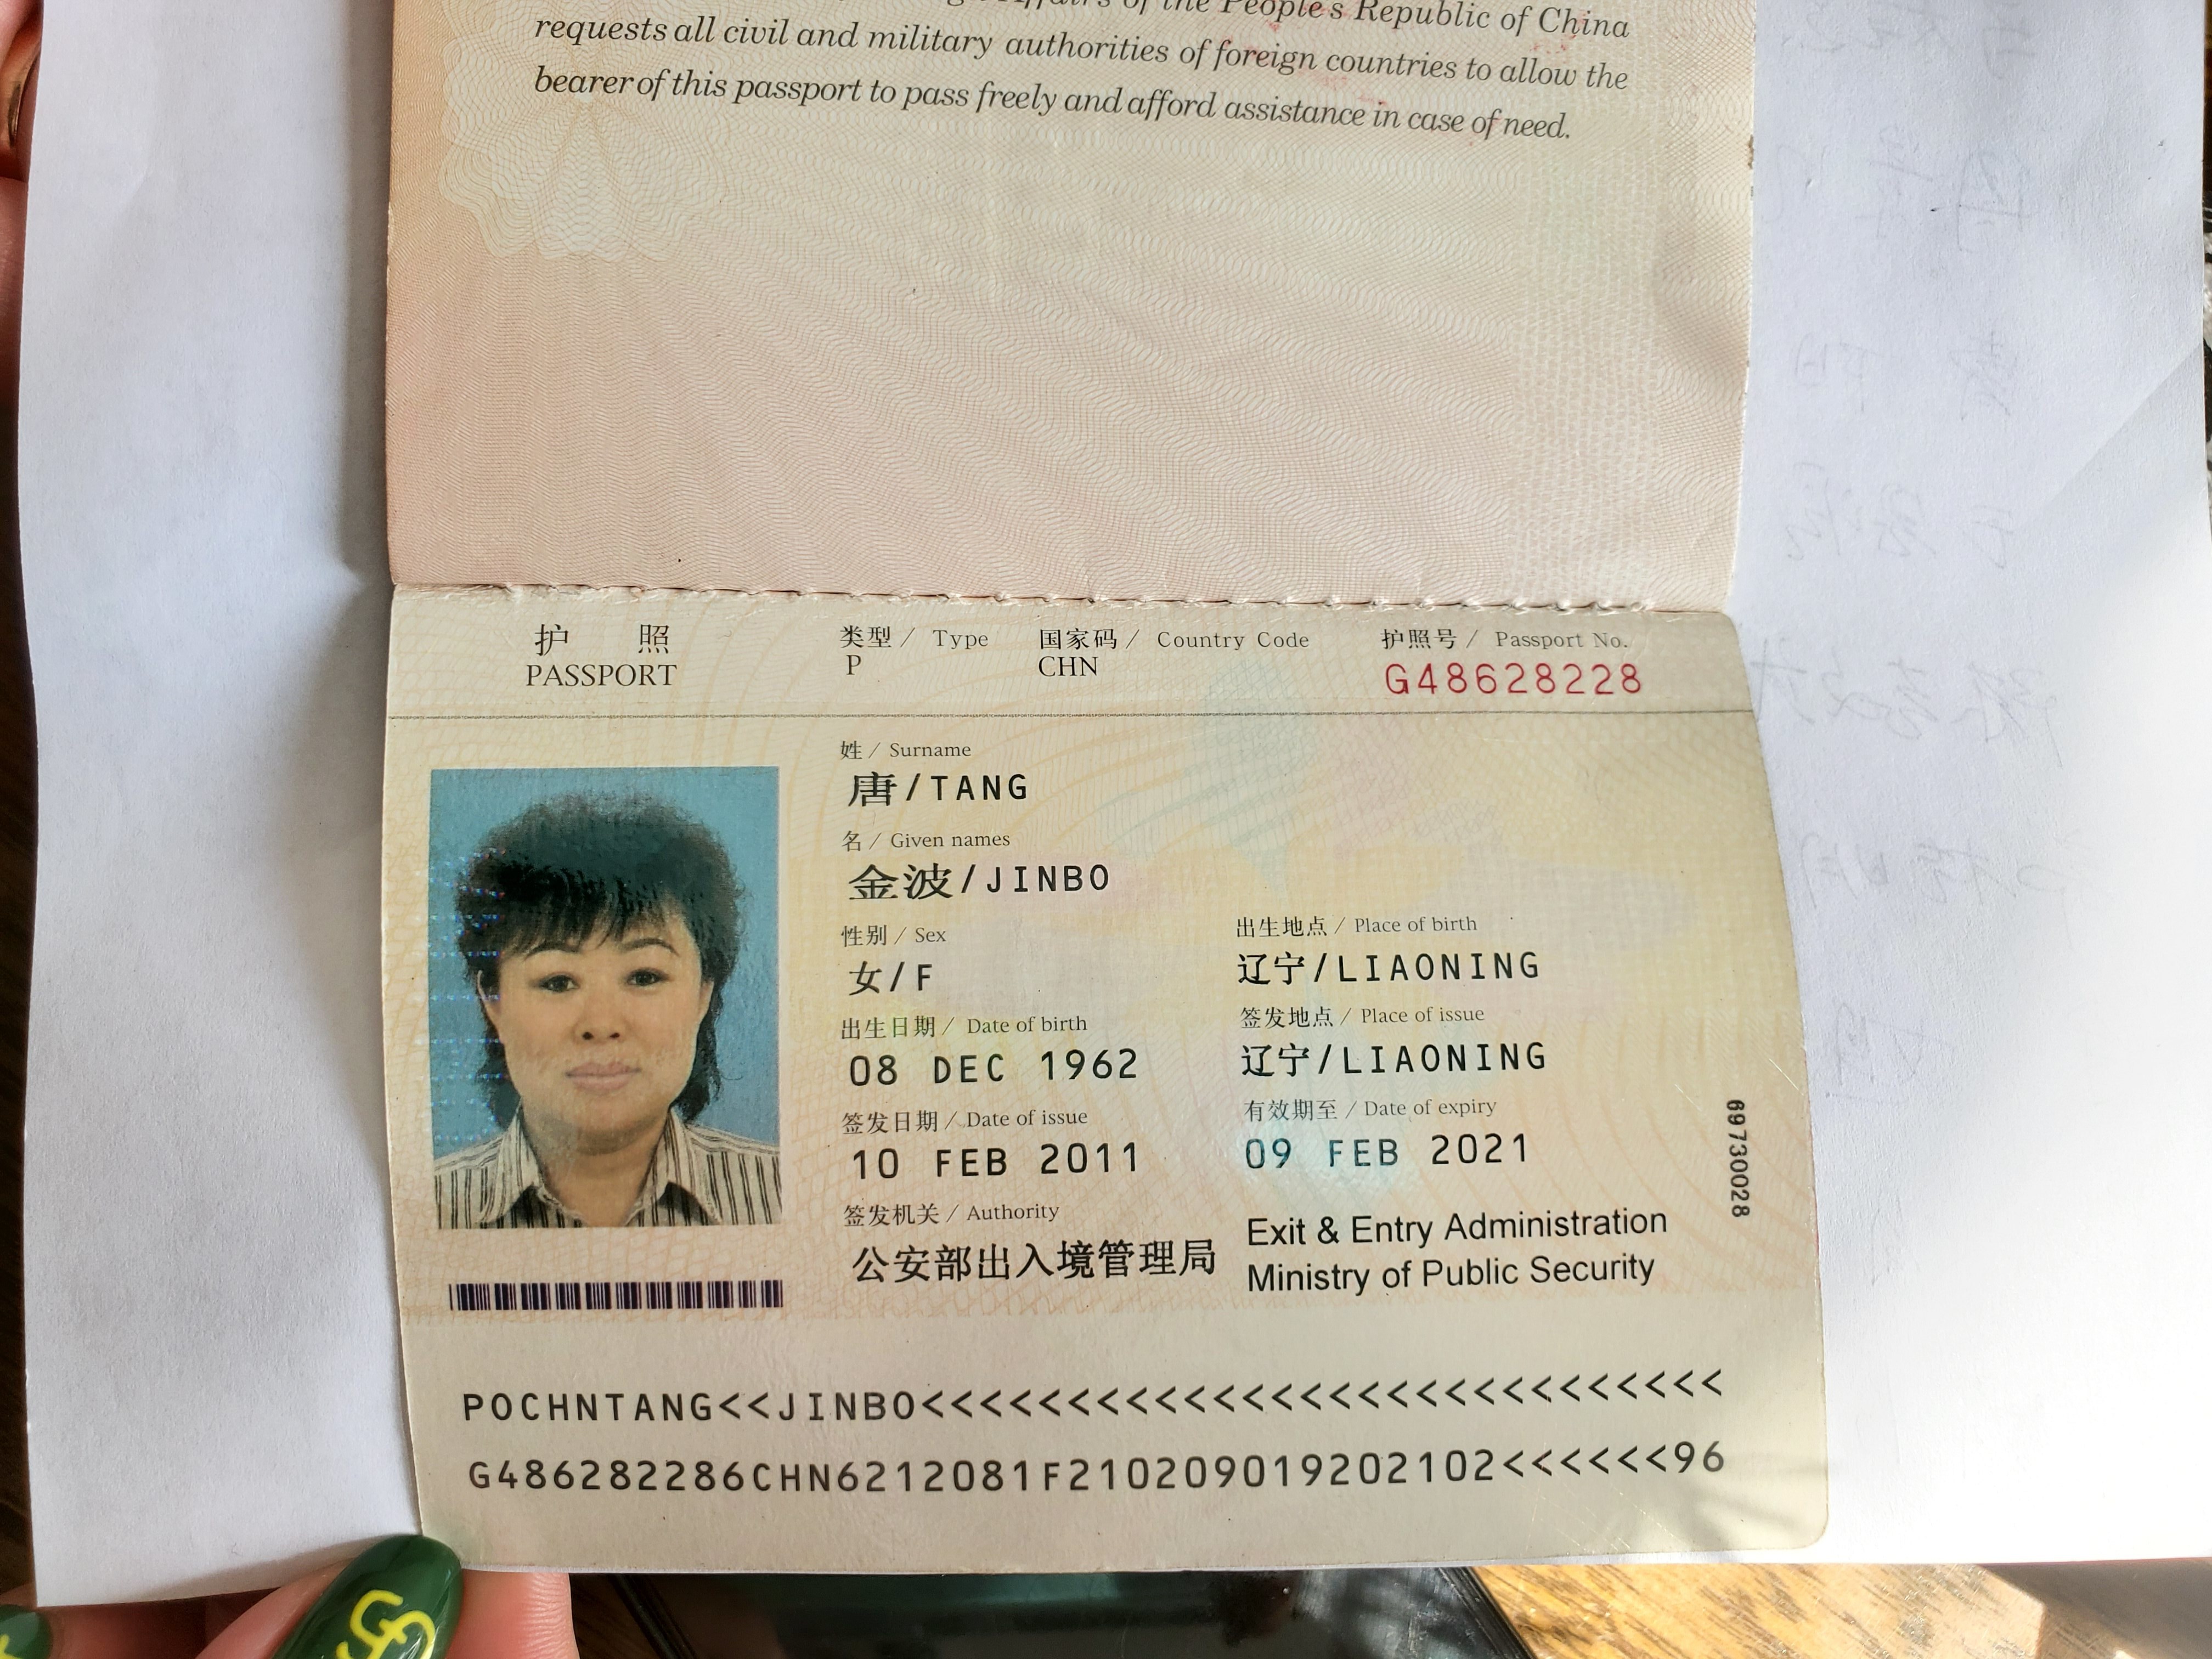 Affairs of the People's Republic of China
requests all civil and military authorities of foreign countries to allow the
bearer of this passport to pass freely and afford assistance in case of need.
护 照
PASSPORT
类型 / Type
P
国家码 / Country Code
CHN
护照号 / Passport No.
G48628228
姓 / Surname
唐/TANG
名 / Given names
金波/JINBO
性别 / Sex
女/F
出生地点 / Place of birth
辽宁/LIAONING
出生日期 / Date of birth
08 DEC 1962
签发地点 / Place of issue
辽宁/LIAONING
签发日期 / Date of issue
10 FEB 2011
有效期至 / Date of expiry
09 FEB 2021
签发机关 / Authority
公安部出入境管理局
Exit & Entry Administration
Ministry of Public Security
69730028
POCHNTANG<<JINBO<<<<<<<<<<<<<<<<<<<<<<<<<<<<
G486282286CHN6212081F210209019202102<<<<<<96